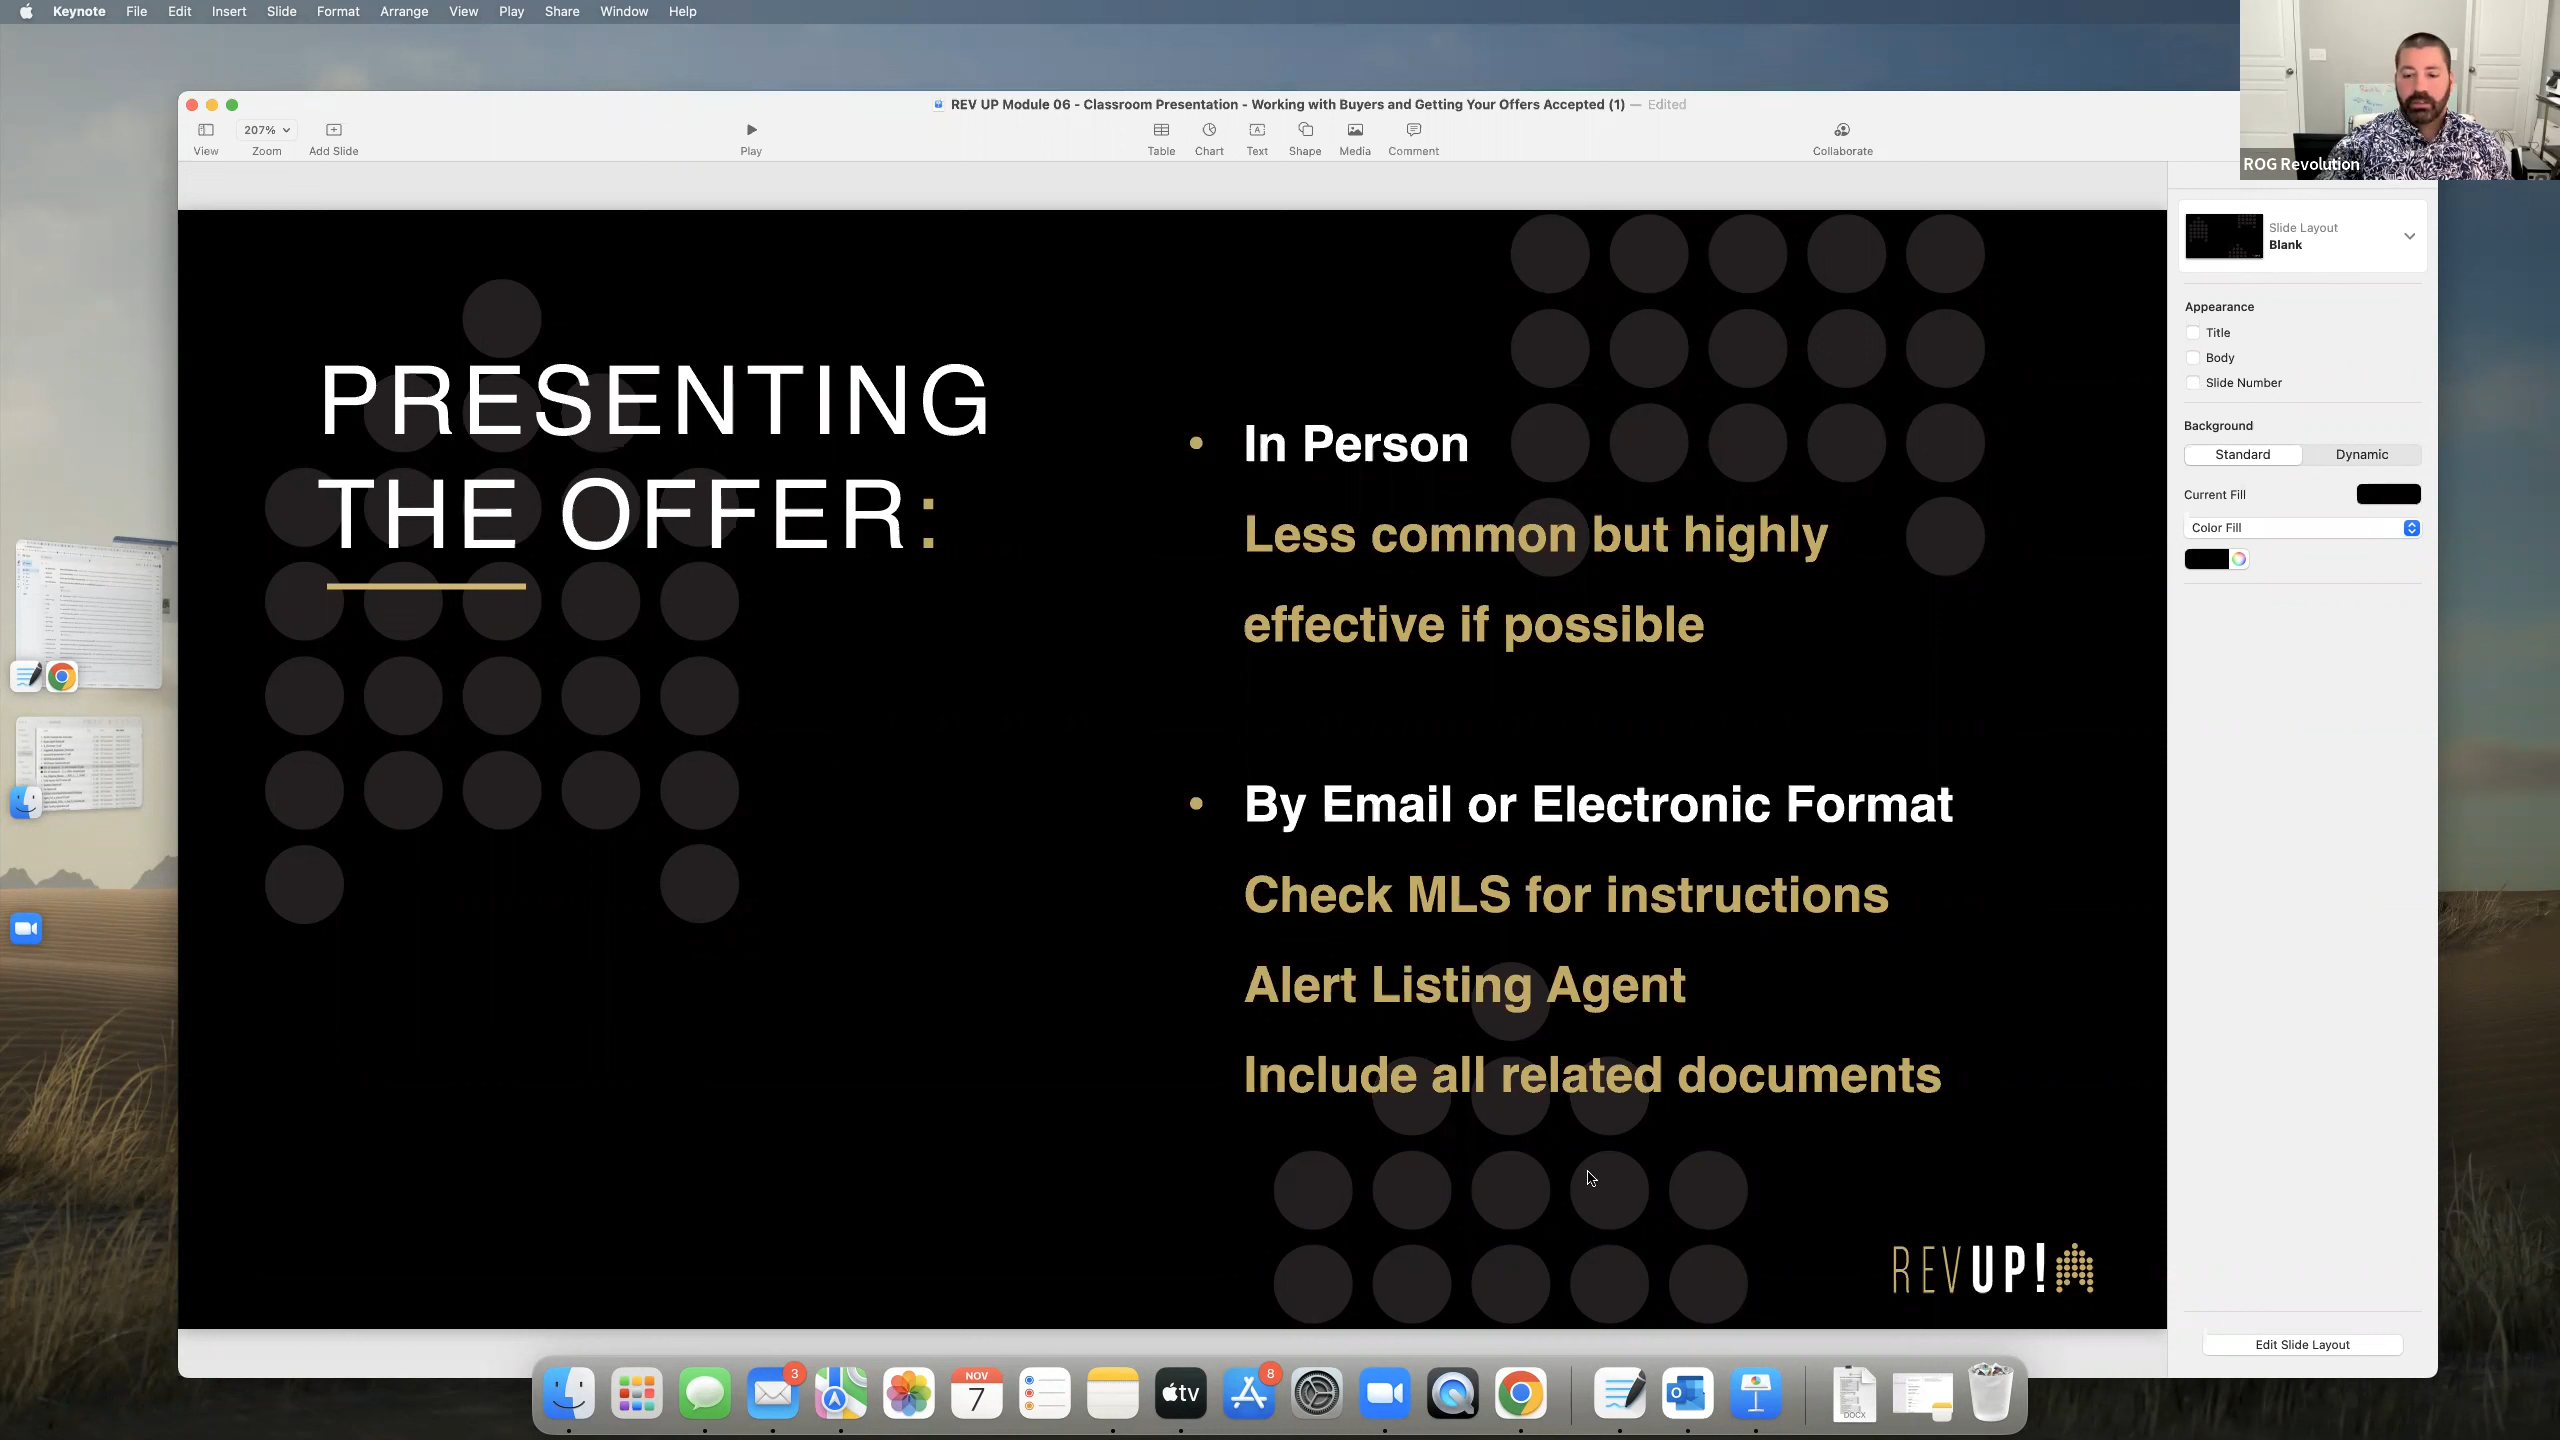 Keynote File Edit Insert Slide Format Arrange View Play Share Window Help
REV UP Module 06 - Classroom Presentation - Working with Buyers and Getting Your Offers Accepted (1) — Edited
207%
View Zoom Add Slide Play Table Chart Text Shape Media Comment Collaborate
ROG Revolution
PRESENTING
THE OFFER:
• In Person
Less common but highly
effective if possible
• By Email or Electronic Format
Check MLS for instructions
Alert Listing Agent
Include all related documents
REVUP!
Slide Layout
Blank
Appearance
Title
Body
Slide Number
Background
Standard Dynamic
Current Fill
Color Fill
Edit Slide Layout
3
NOV
7
tv
8
DOCX